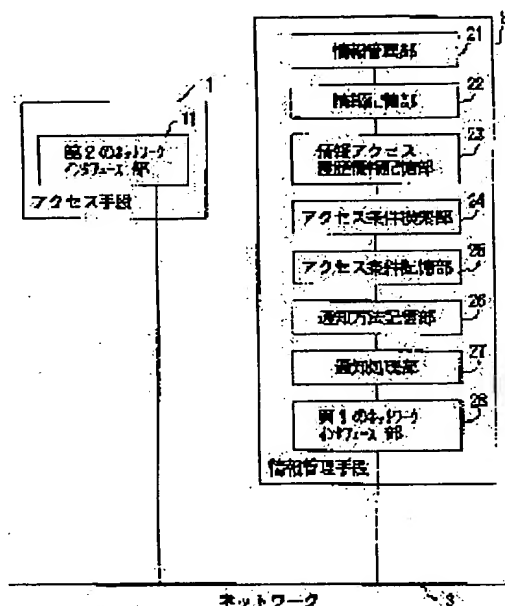 1
11
第2のネットワーク
インタフェース部
アクセス手段
21
情報管理部
22
情報記憶部
23
情報アクセス
履歴情報記憶部
24
アクセス条件検索部
25
アクセス条件記憶部
26
通知方法記憶部
27
通知処理部
28
第1のネットワーク
インタフェース部
情報管理手段
3
ネットワーク